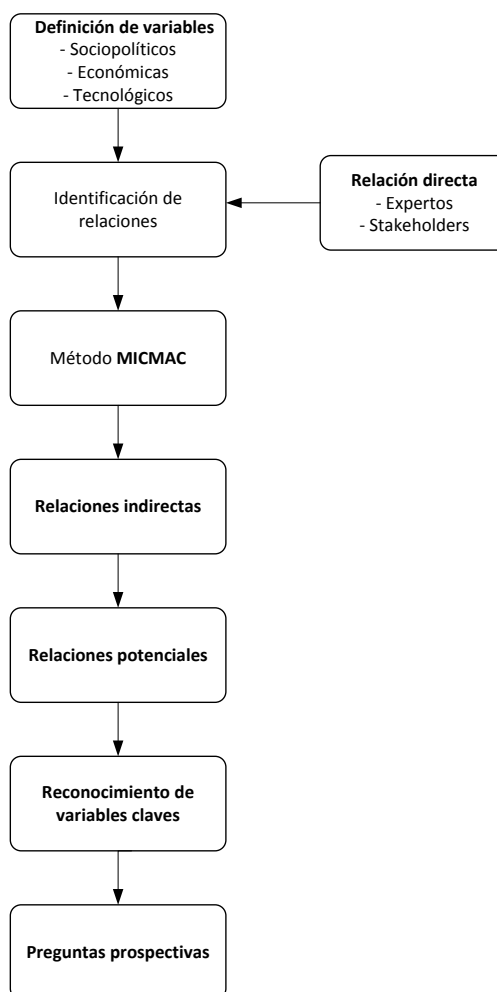 Definición de variables
- Sociopolíticos
- Económicas
- Tecnológicos
Identificación de
relaciones
Relación directa
- Expertos
- Stakeholders
Método MICMAC
Relaciones indirectas
Relaciones potenciales
Reconocimiento de
variables claves
Preguntas prospectivas